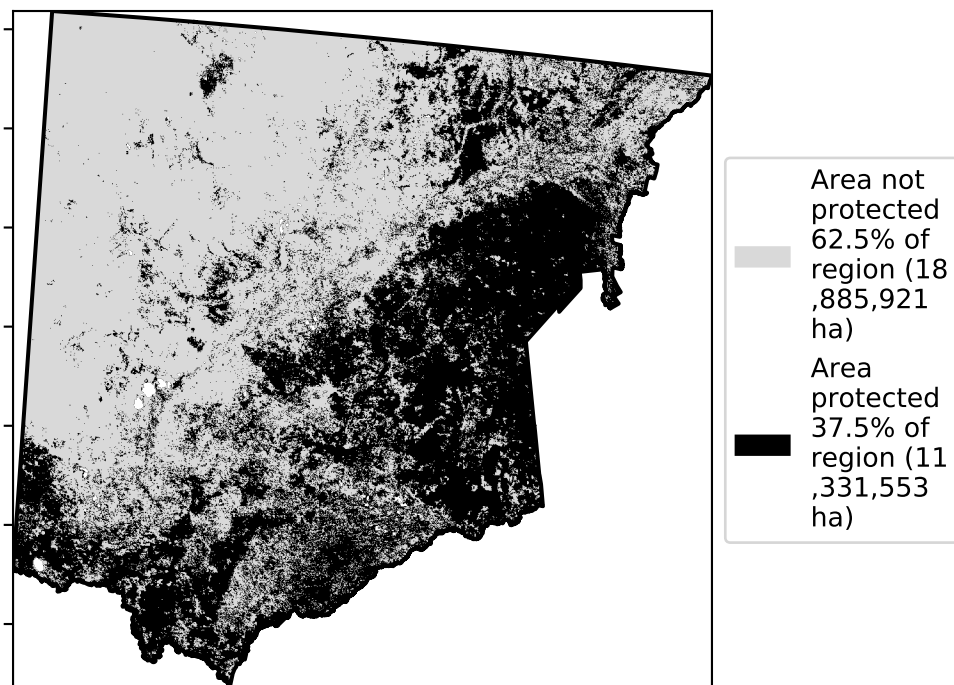 Area not
protected
62.5% of
region (18
,885,921
ha)
Area
protected
37.5% of
region (11
,331,553
ha)